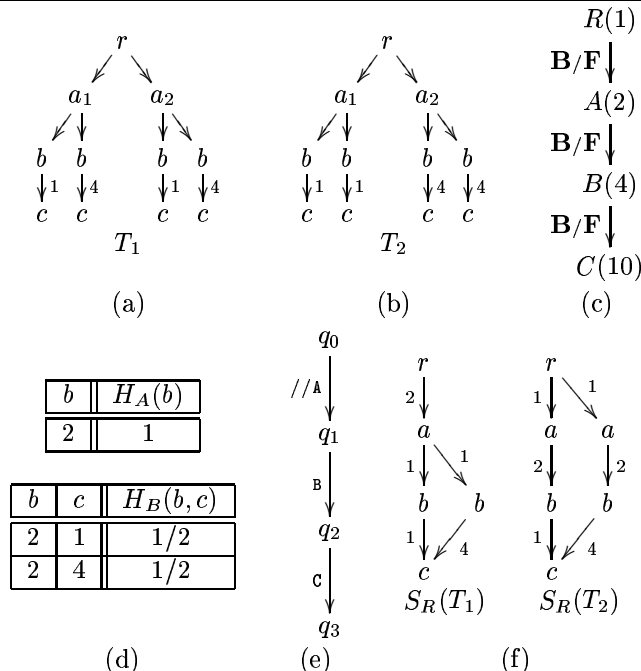 r
a1 a2
b b b b
1 4 1 4
c c c c
T1
(a)
r
a1 a2
b b b b
1 1 4 4
c c c c
T2
(b)
R(1)
B/F
A(2)
B/F
B(4)
B/F
C(10)
(c)
b HA(b)
2 1
b c HB(b, c)
2 1 1/2
2 4 1/2
(d)
q0
//A
q1
B
q2
C
q3
(e)
r
2
a
1 1
b b
1 4
c
SR(T1)
r
1 1
a a
2 2
b b
1 4
c
SR(T2)
(f)